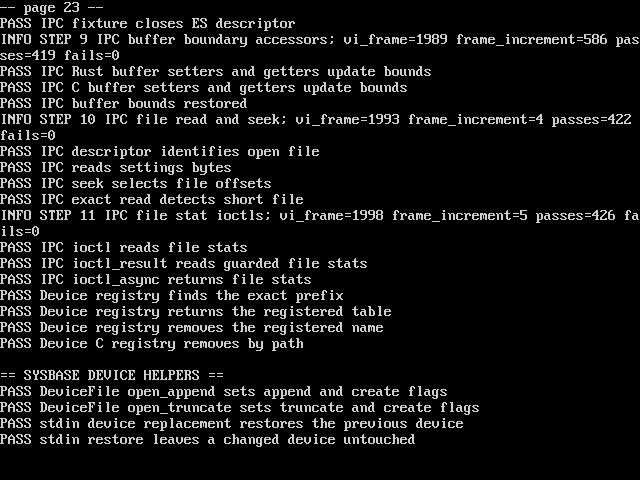 -- page 23 --
PASS IPC fixture closes ES descriptor
INFO STEP 9 IPC buffer boundary accessors; vi_frame=1989 frame_increment=586 pas
ses=419 fails=0
PASS IPC Rust buffer setters and getters update bounds
PASS IPC C buffer setters and getters update bounds
PASS IPC buffer bounds restored
INFO STEP 10 IPC file read and seek; vi_frame=1993 frame_increment=4 passes=422
fails=0
PASS IPC descriptor identifies open file
PASS IPC reads settings bytes
PASS IPC seek selects file offsets
PASS IPC exact read detects short file
INFO STEP 11 IPC file stat ioctls; vi_frame=1998 frame_increment=5 passes=426 fa
ils=0
PASS IPC ioctl reads file stats
PASS IPC ioctl_result reads guarded file stats
PASS IPC ioctl_async returns file stats
PASS Device registry finds the exact prefix
PASS Device registry returns the registered table
PASS Device registry removes the registered name
PASS Device C registry removes by path
== SYSBASE DEVICE HELPERS ==
PASS DeviceFile open_append sets append and create flags
PASS DeviceFile open_truncate sets truncate and create flags
PASS stdin device replacement restores the previous device
PASS stdin restore leaves a changed device untouched